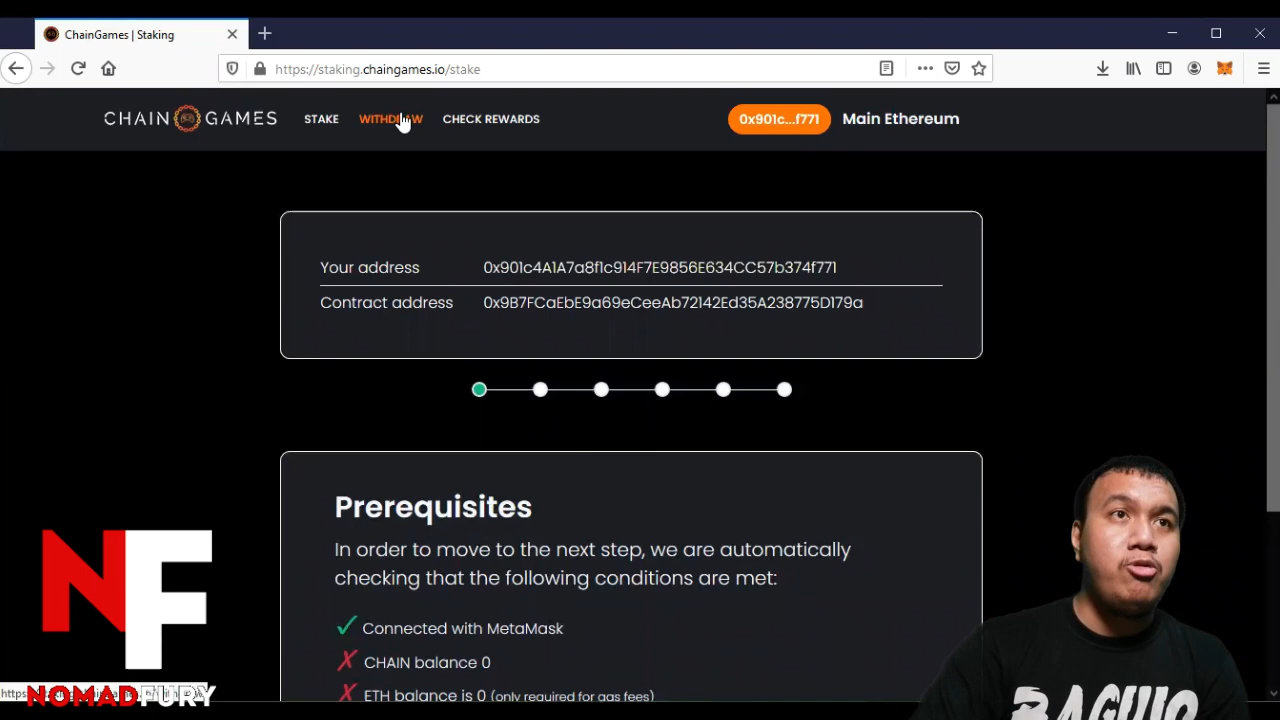 ChainGames | Staking
https://staking.chaingames.io/stake
CHAIN GAMES STAKE WITHDRAW CHECK REWARDS 0x901c...f771 Main Ethereum
Your address 0x901c4A1A7a8f1c914F7E9856E634CC57b374f771
Contract address 0x9B7FCaEbE9a69eCeeAb72142Ed35A238775D179a
Prerequisites
In order to move to the next step, we are automatically
checking that the following conditions are met:
✓ Connected with MetaMask
✗ CHAIN balance 0
✗ ETH balance is 0 (only required for gas fees)
NF
NOMADFURY
BAGUIO